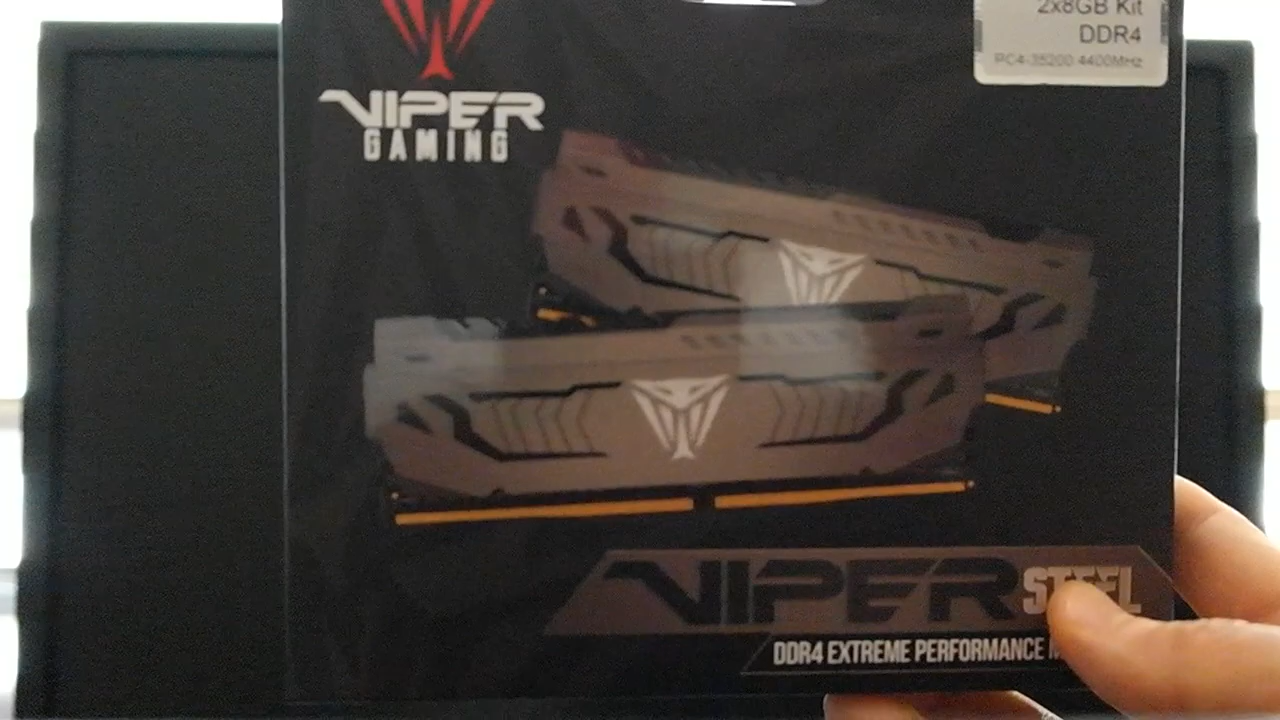 VIPER
GAMING
2x8GB Kit
DDR4
PC4-35200 4400MHz
VIPER STEEL
DDR4 EXTREME PERFORMANCE